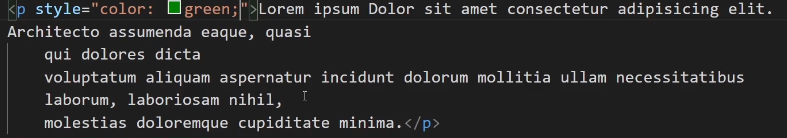 <p style="color: green;">Lorem ipsum Dolor sit amet consectetur adipisicing elit.
Architecto assumenda eaque, quasi
qui dolores dicta
voluptatum aliquam aspernatur incidunt dolorum mollitia ullam necessitatibus
laborum, laboriosam nihil,
molestias doloremque cupiditate minima.</p>